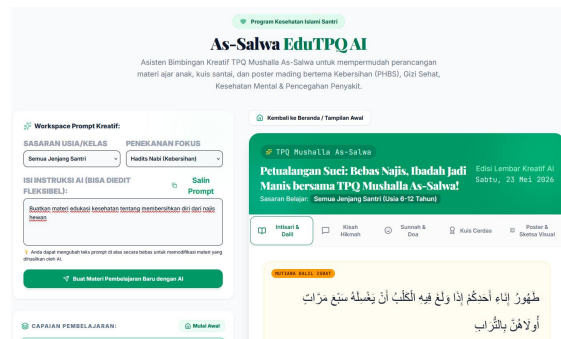 Program Kesehatan Islami Santri
As-Salwa EduTPQ AI
Asisten Bimbingan Kreatif TPQ Mushalla As-Salwa untuk mempermudah perancangan
materi ajar anak, kuis santai, dan poster mading bertema Kebersihan (PHBS), Gizi Sehat,
Kesehatan Mental & Pencegahan Penyakit.
Workspace Prompt Kreatif:
SASARAN USIA/KELAS
PENEKANAN FOKUS
Semua Jenjang Santri
Hadits Nabi (Kebersihan)
ISI INSTRUKSI AI (BISA DIEDIT
FLEKSIBEL):
Salin
Prompt
Buatkan materi edukasi kesehatan tentang membersihkan diri dari najis
hewan
Anda dapat mengubah teks prompt di atas secara bebas untuk memodifikasi materi yang
dihasilkan oleh AI.
Buat Materi Pembelajaran Baru dengan AI
CAPAIAN PEMBELAJARAN:
Mulai Awal
Kembali ke Beranda / Tampilan Awal
TPQ Mushalla As-Salwa
Petualangan Suci: Bebas Najis, Ibadah Jadi
Manis bersama TPQ Mushalla As-Salwa!
Sasaran Belajar: Semua Jenjang Santri (Usia 6-12 Tahun)
Edisi Lembar Kreatif AI
Sabtu, 23 Mei 2026
Intisari &
Dalil
Kisah
Hikmah
Sunnah &
Doa
Kuis Cerdas
Poster &
Sketsa Visual
MUTIARA DALIL IBBAT
طَهُورُ إِنَاءِ أَحَدِكُمْ إِذَا وَلَغَ فِيهِ الْكَلْبُ أَنْ يَغْسِلَهُ سَبْعَ مَرَّاتٍ
أُولَاهُنَّ بِالتُّرَابِ